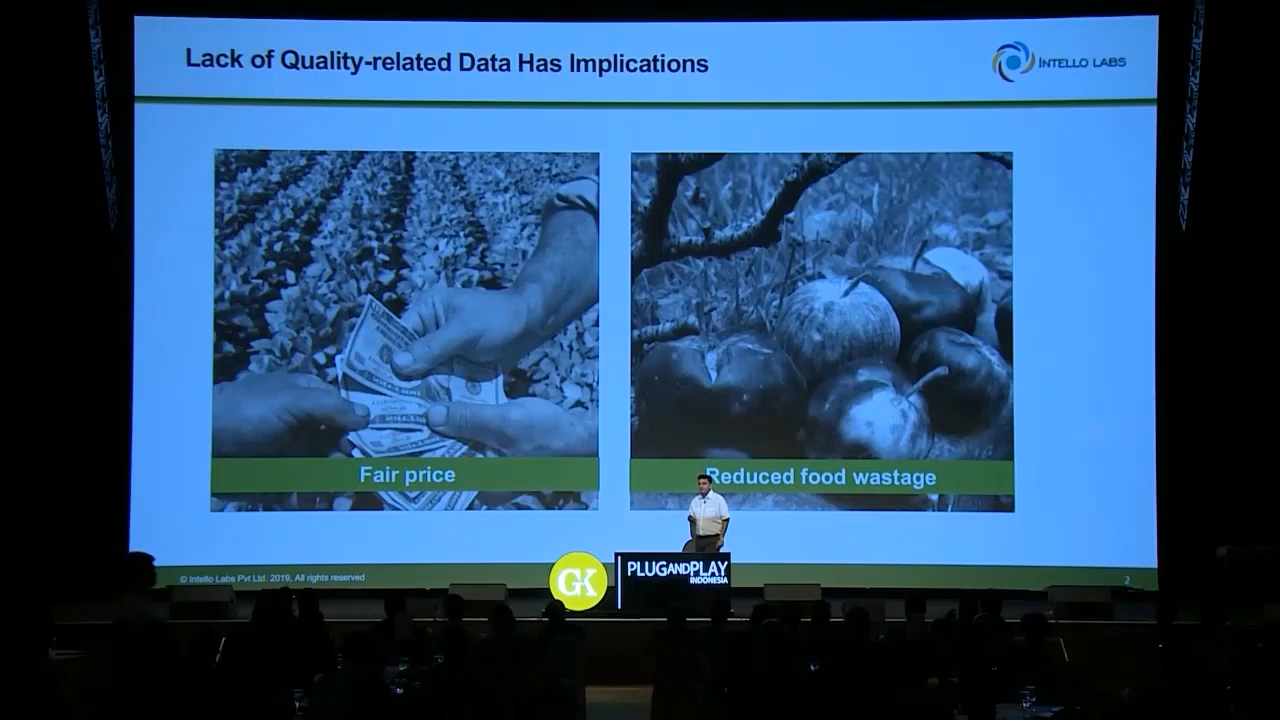 Lack of Quality-related Data Has Implications
INTELLO LABS
Fair price
Reduced food wastage
© Intello Labs Pvt Ltd. 2019, All rights reserved
2
GK
PLUGANDPLAY
INDONESIA